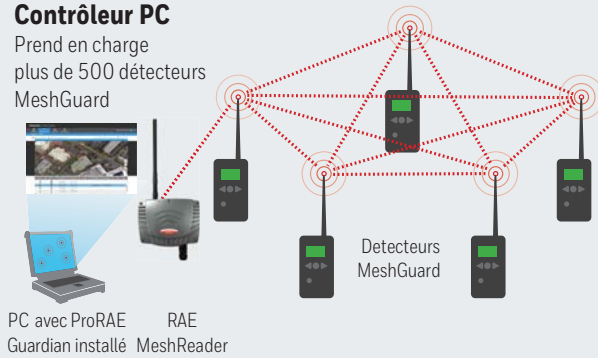 Contrôleur PC
Prend en charge
plus de 500 détecteurs
MeshGuard
Detecteurs
MeshGuard
PC avec ProRAE
Guardian installé
RAE
MeshReader